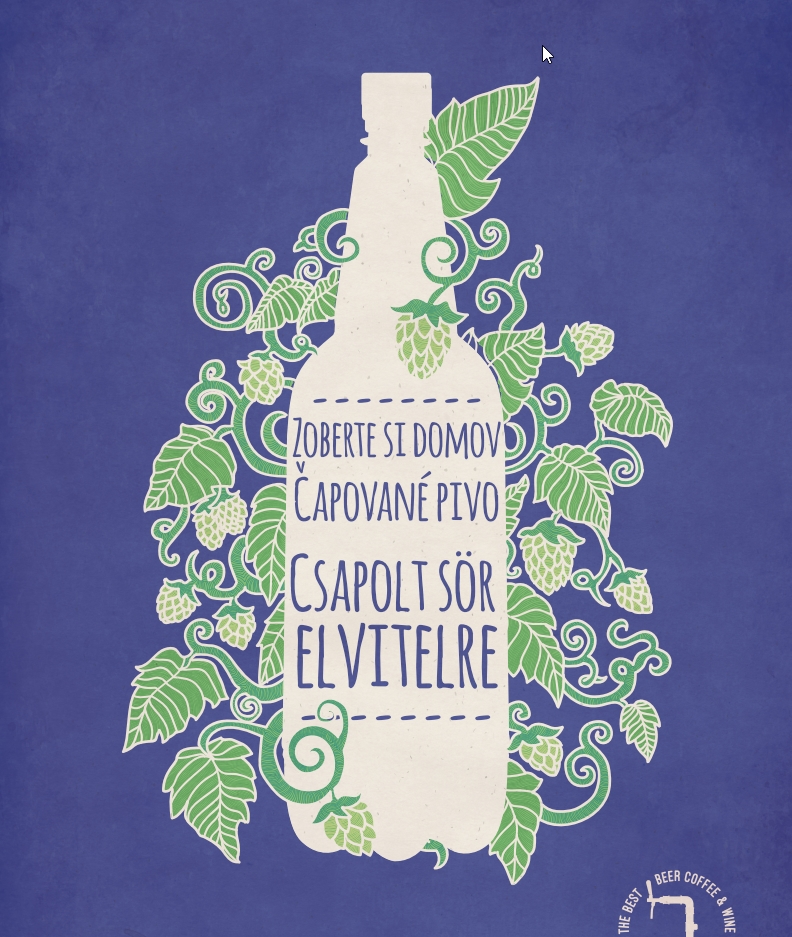 ZOBERTE SI DOMOV
ČAPOVANÉ PIVO
CSAPOLT SÖR
ELVITELRE
THE BEST BEER COFFEE & WINE